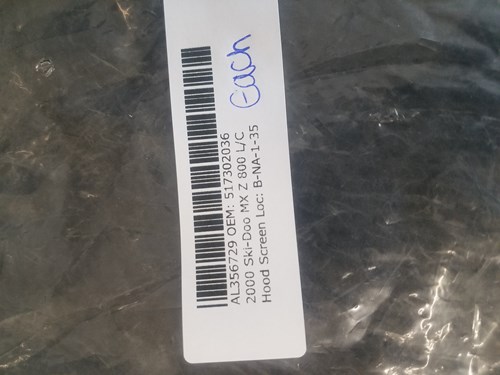 AL356729 OEM: 517302036
2000 Ski-Doo MX Z 800 L/C
Hood Screen Loc: B-NA-1-35
Each